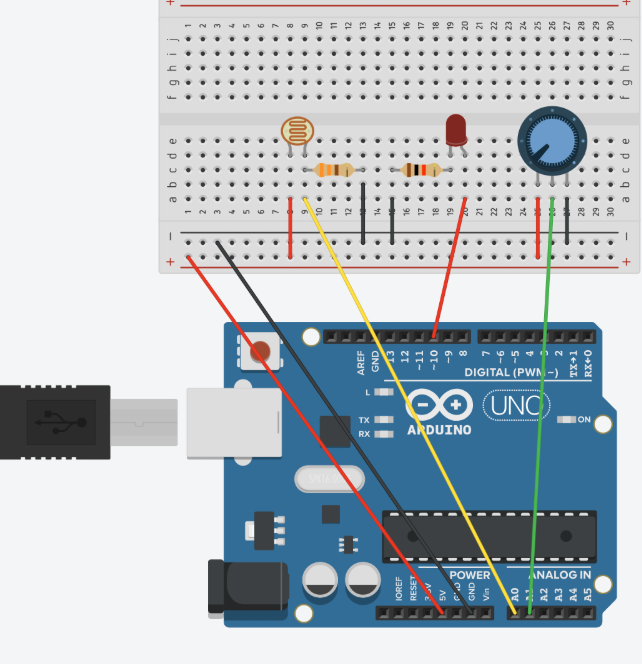 + +
1 2 3 4 5 6 7 8 9 10 11 12 13 14 15 16 17 18 19 20 21 22 23 24 25 26 27 28 29 30
j j
i i
h h
g g
f f
e e
d d
c c
b b
a a
1 2 3 4 5 6 7 8 9 10 11 12 13 14 15 16 17 18 19 20 21 22 23 24 25 26 27 28 29 30
− −
+ +
AREF GND 13 12 ~11 ~10 ~9 8 7 ~6 ~5 4 ~3 2 TX→1 RX←0
DIGITAL (PWM~)
L
UNO
TX
RX
ARDUINO
ON
POWER ANALOG IN
IOREF RESET 3.3V 5V GND GND Vin A0 A1 A2 A3 A4 A5